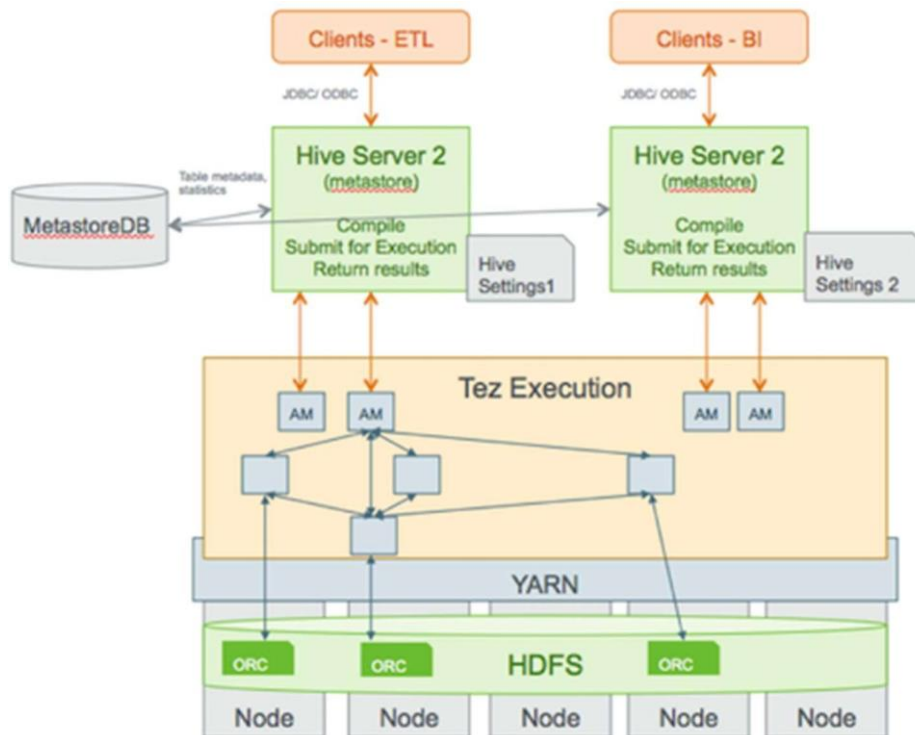 Clients - ETL
Clients - BI
JDBC/ ODBC
JDBC/ ODBC
Hive Server 2
(metastore)
Compile
Submit for Execution
Return results
Hive Server 2
(metastore)
Compile
Submit for Execution
Return results
Table metadata,
statistics
MetastoreDB
Hive
Settings1
Hive
Settings 2
Tez Execution
AM
AM
AM
AM
YARN
ORC
ORC
HDFS
ORC
Node
Node
Node
Node
Node